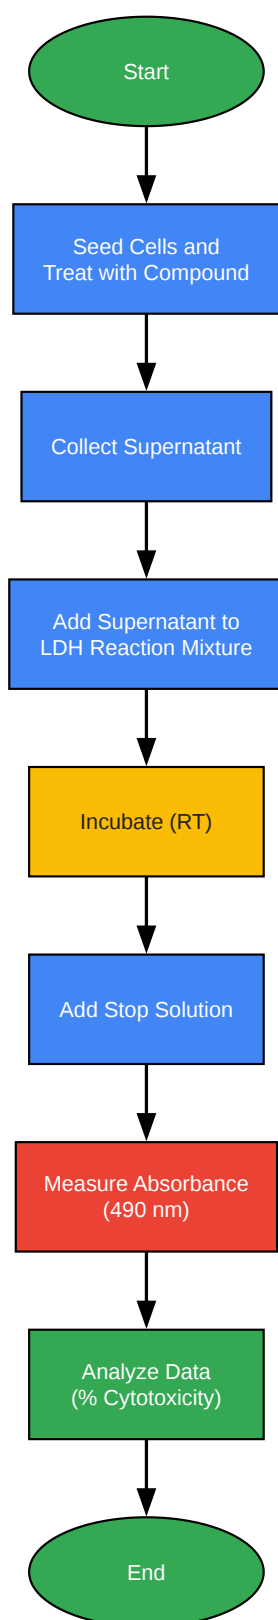 Start
Seed Cells and
Treat with Compound
Collect Supernatant
Add Supernatant to
LDH Reaction Mixture
Incubate (RT)
Add Stop Solution
Measure Absorbance
(490 nm)
Analyze Data
(% Cytotoxicity)
End